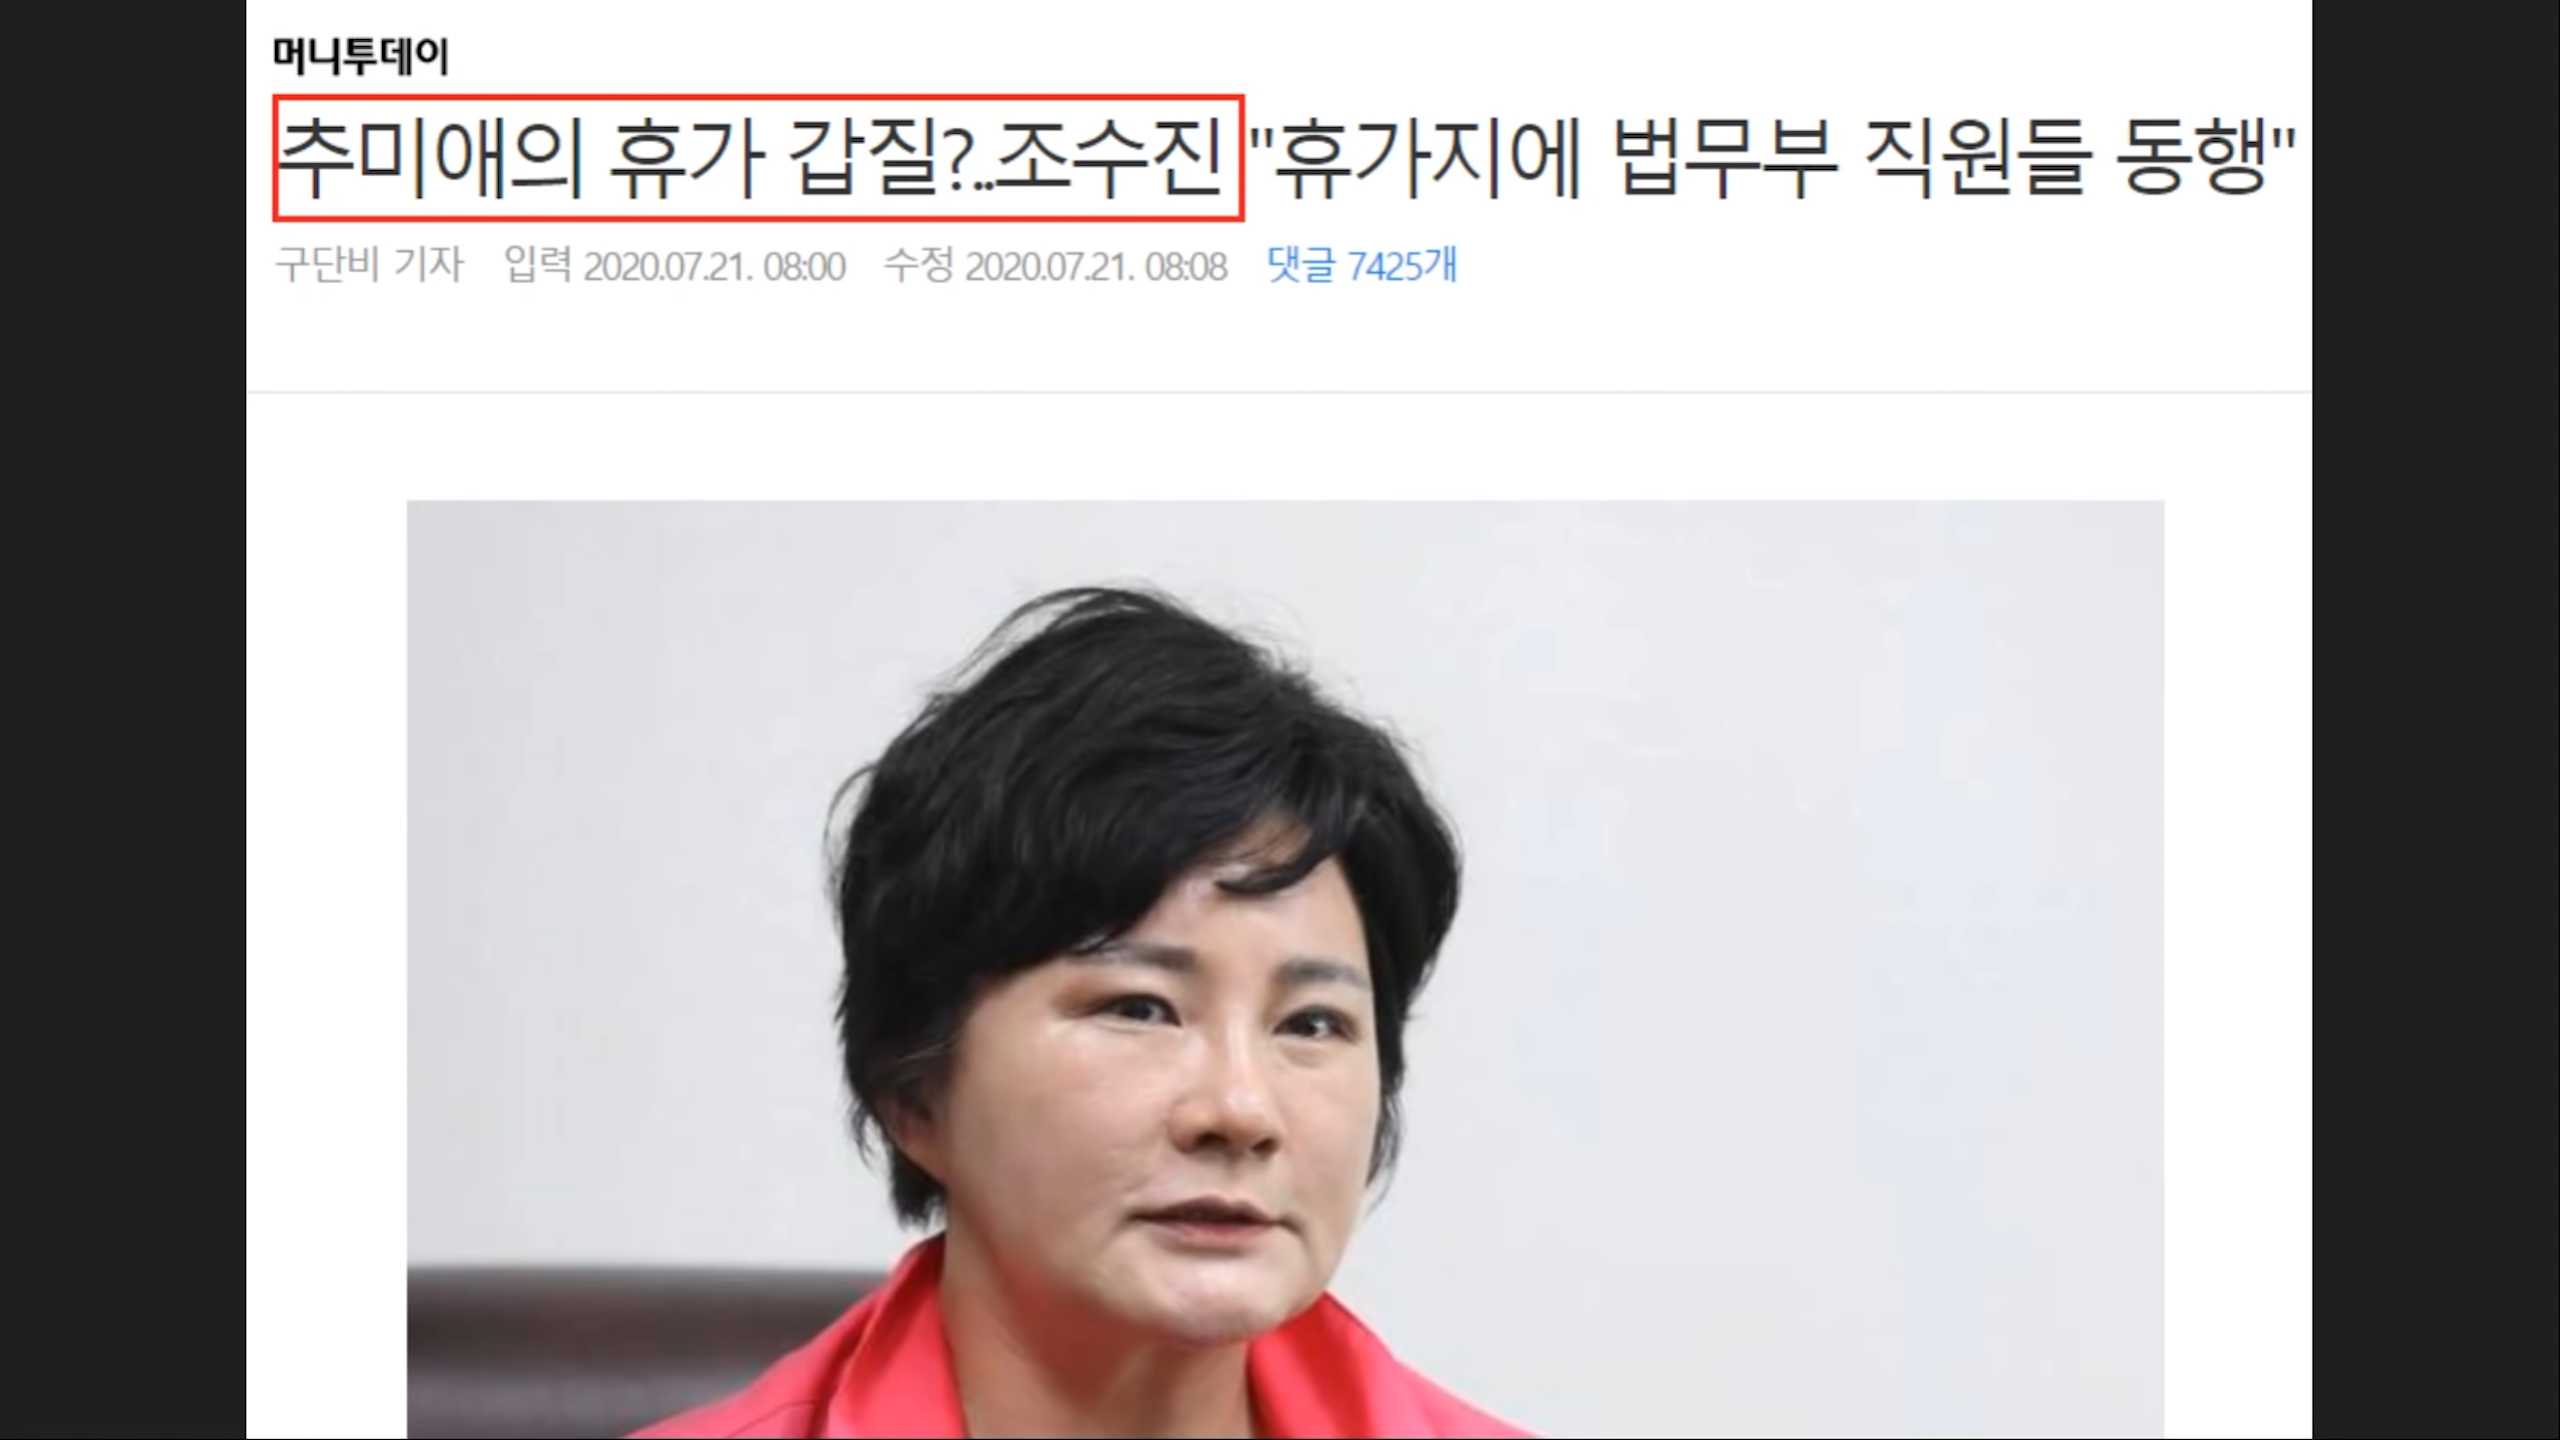 머니투데이
추미애의 휴가 갑질?..조수진 "휴가지에 법무부 직원들 동행"
구단비 기자 입력 2020.07.21. 08:00 수정 2020.07.21. 08:08 댓글 7425개